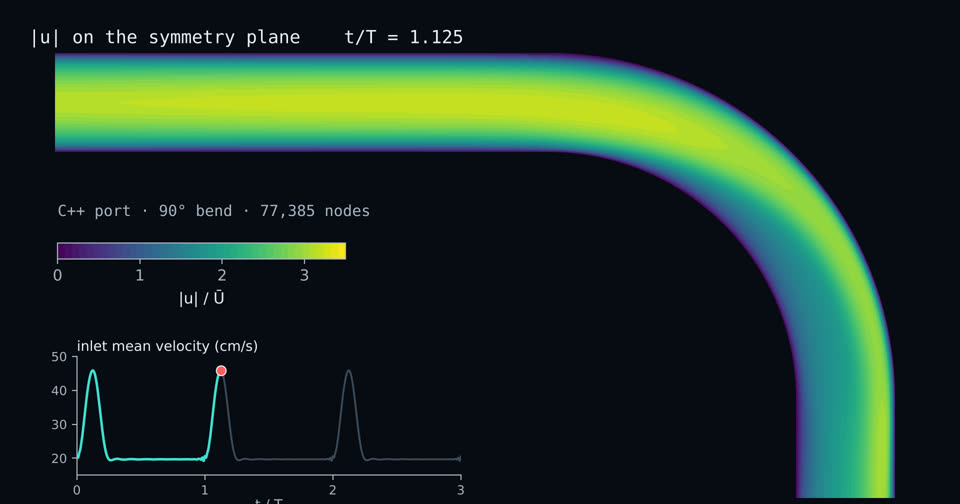 |u| on the symmetry plane    t/T = 1.125
C++ port · 90° bend · 77,385 nodes
0 1 2 3
|u| / Ū
inlet mean velocity (cm/s)
50
40
30
20
0 1 2 3
t / T